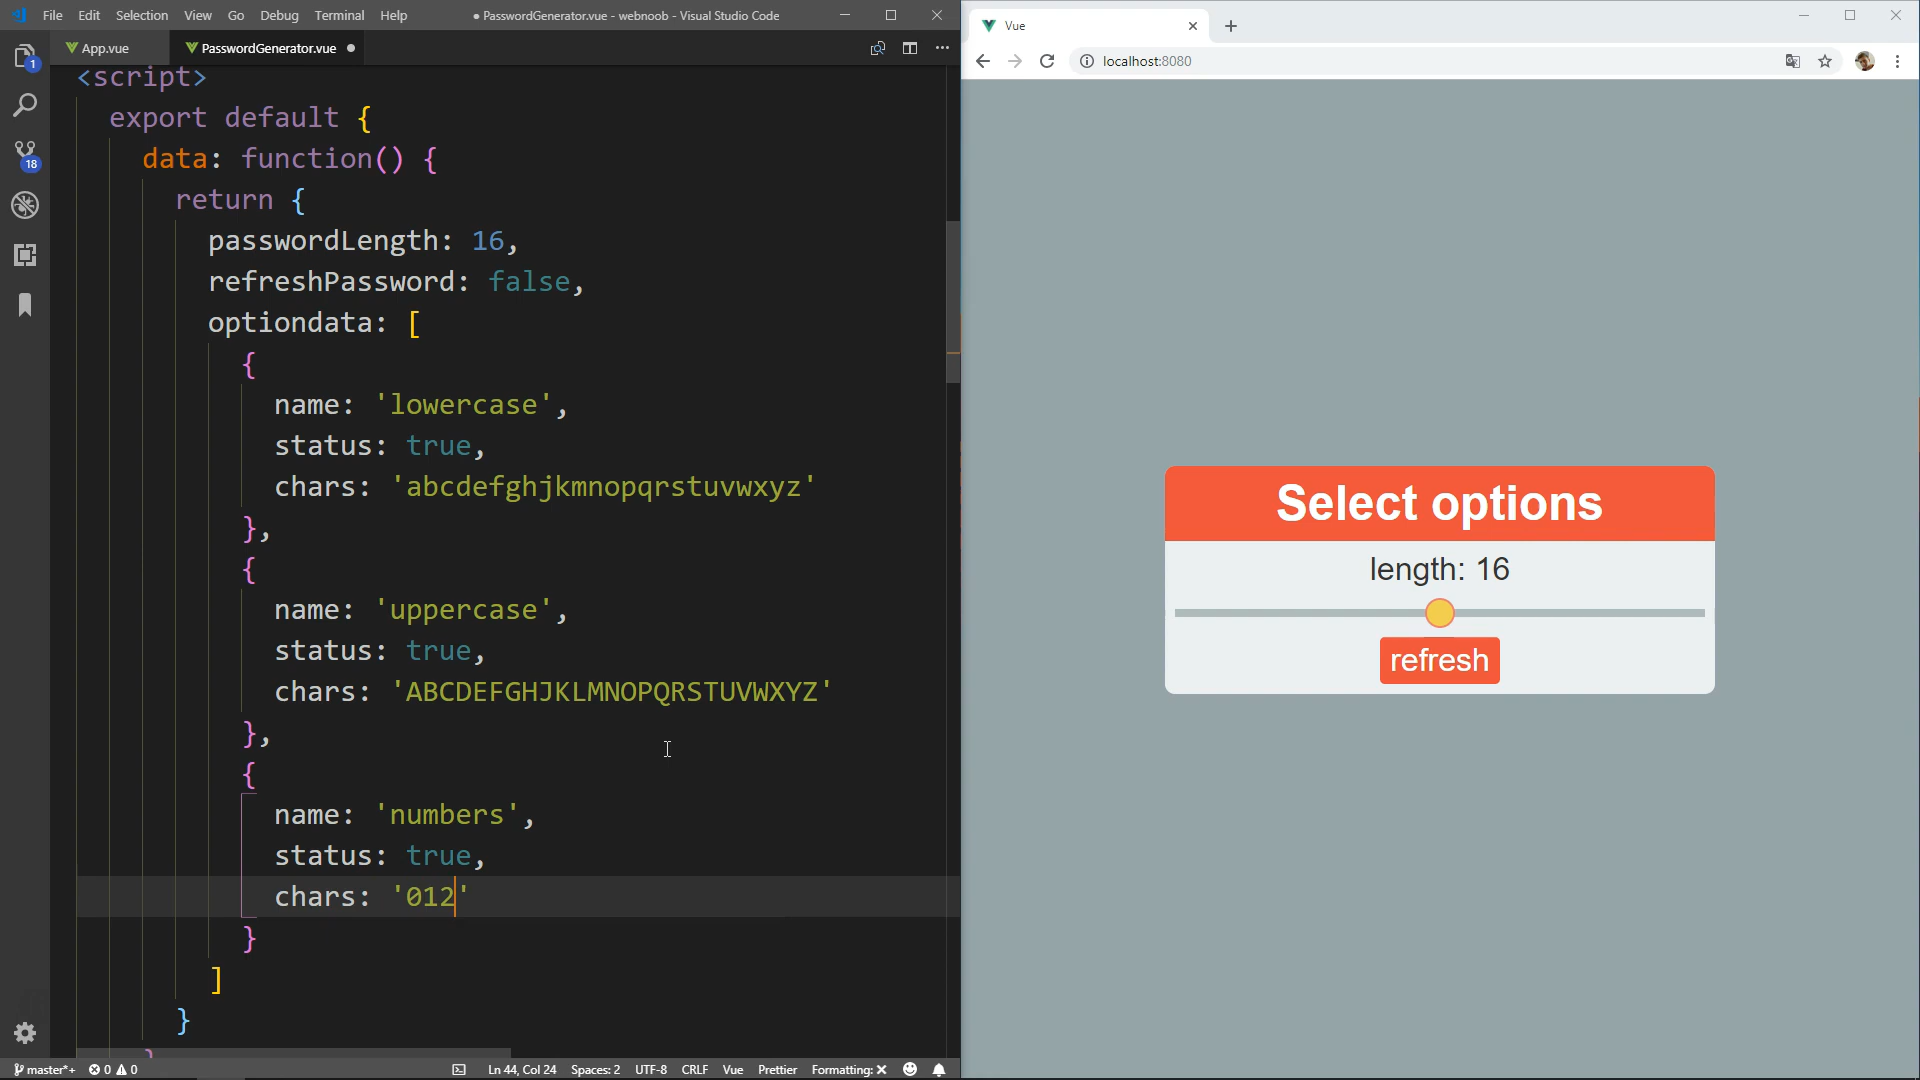 File Edit Selection View Go Debug Terminal Help
● PasswordGenerator.vue - webnoob - Visual Studio Code
App.vue
PasswordGenerator.vue
1
18
<script>
export default {
data: function() {
return {
passwordLength: 16,
refreshPassword: false,
optiondata: [
{
name: 'lowercase',
status: true,
chars: 'abcdefghjkmnopqrstuvwxyz'
},
{
name: 'uppercase',
status: true,
chars: 'ABCDEFGHJKLMNOPQRSTUVWXYZ'
},
{
name: 'numbers',
status: true,
chars: '012'
}
]
}
master*+ 0 0 Ln 44, Col 24 Spaces: 2 UTF-8 CRLF Vue Prettier Formatting: ×
Vue
localhost:8080
Select options
length: 16
refresh